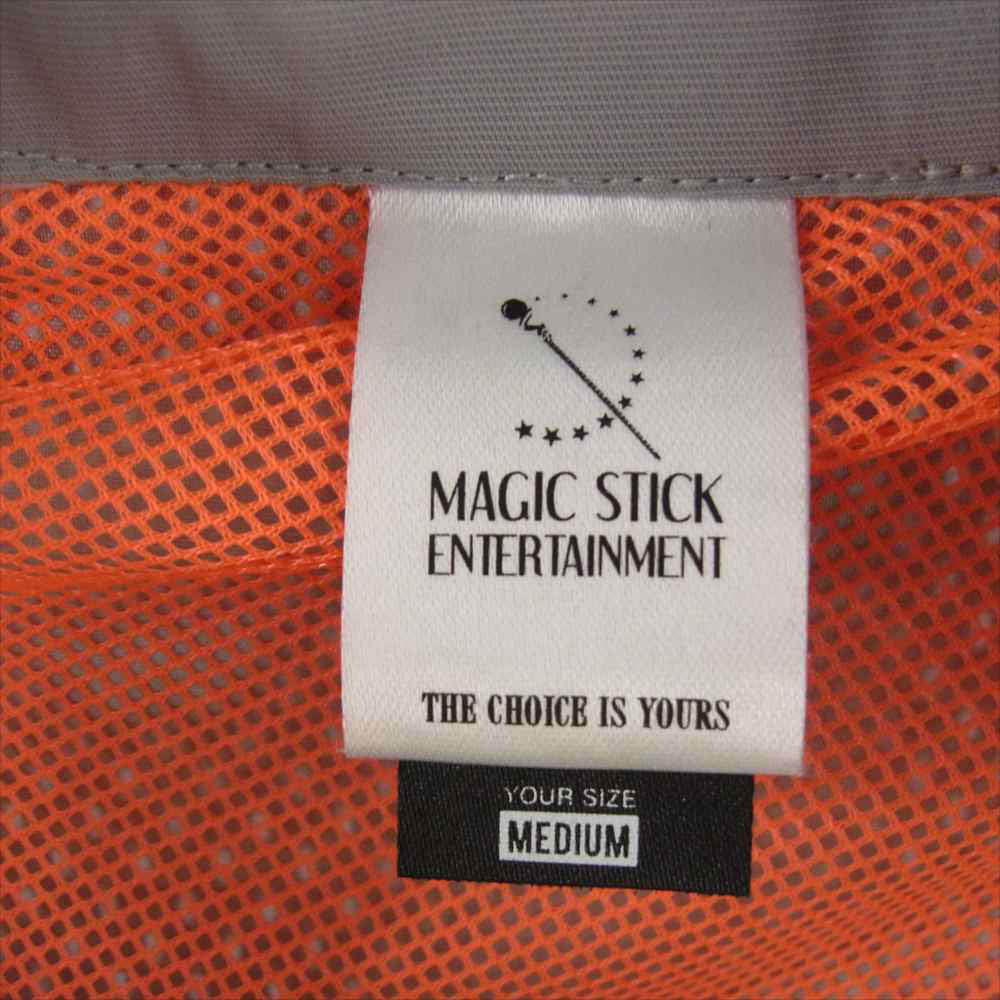 MAGIC STICK
ENTERTAINMENT
THE CHOICE IS YOURS
YOUR SIZE
MEDIUM